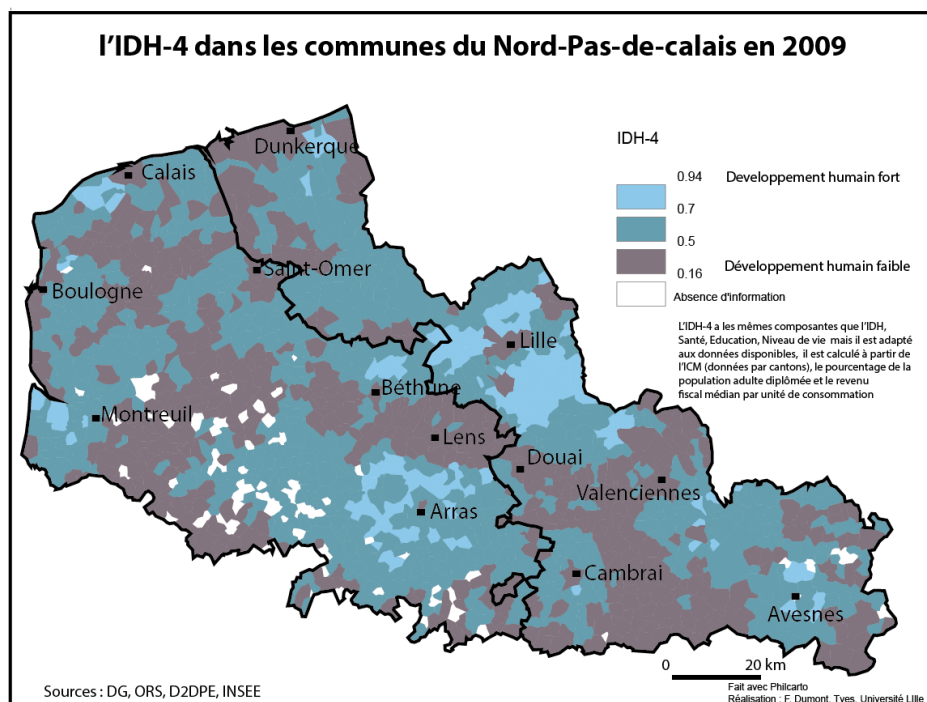 l'IDH-4 dans les communes du Nord-Pas-de-calais en 2009
IDH-4
0.94 Developpement humain fort
0.7
0.5
0.16 Développement humain faible
Absence d'information
L'IDH-4 a les mêmes composantes que l'IDH,
Santé, Education, Niveau de vie mais il est adapté
aux données disponibles, il est calculé à partir de
l'ICM (données par cantons), le pourcentage de la
population adulte diplômée et le revenu
fiscal médian par unité de consommation
Dunkerque
Calais
Saint-Omer
Boulogne
Lille
Béthune
Montreuil
Lens
Douai
Valenciennes
Arras
Cambrai
Avesnes
0 20 km
Sources : DG, ORS, D2DPE, INSEE
Fait avec Philcarto
Réalisation : F. Dumont, Tves, Université LIlle